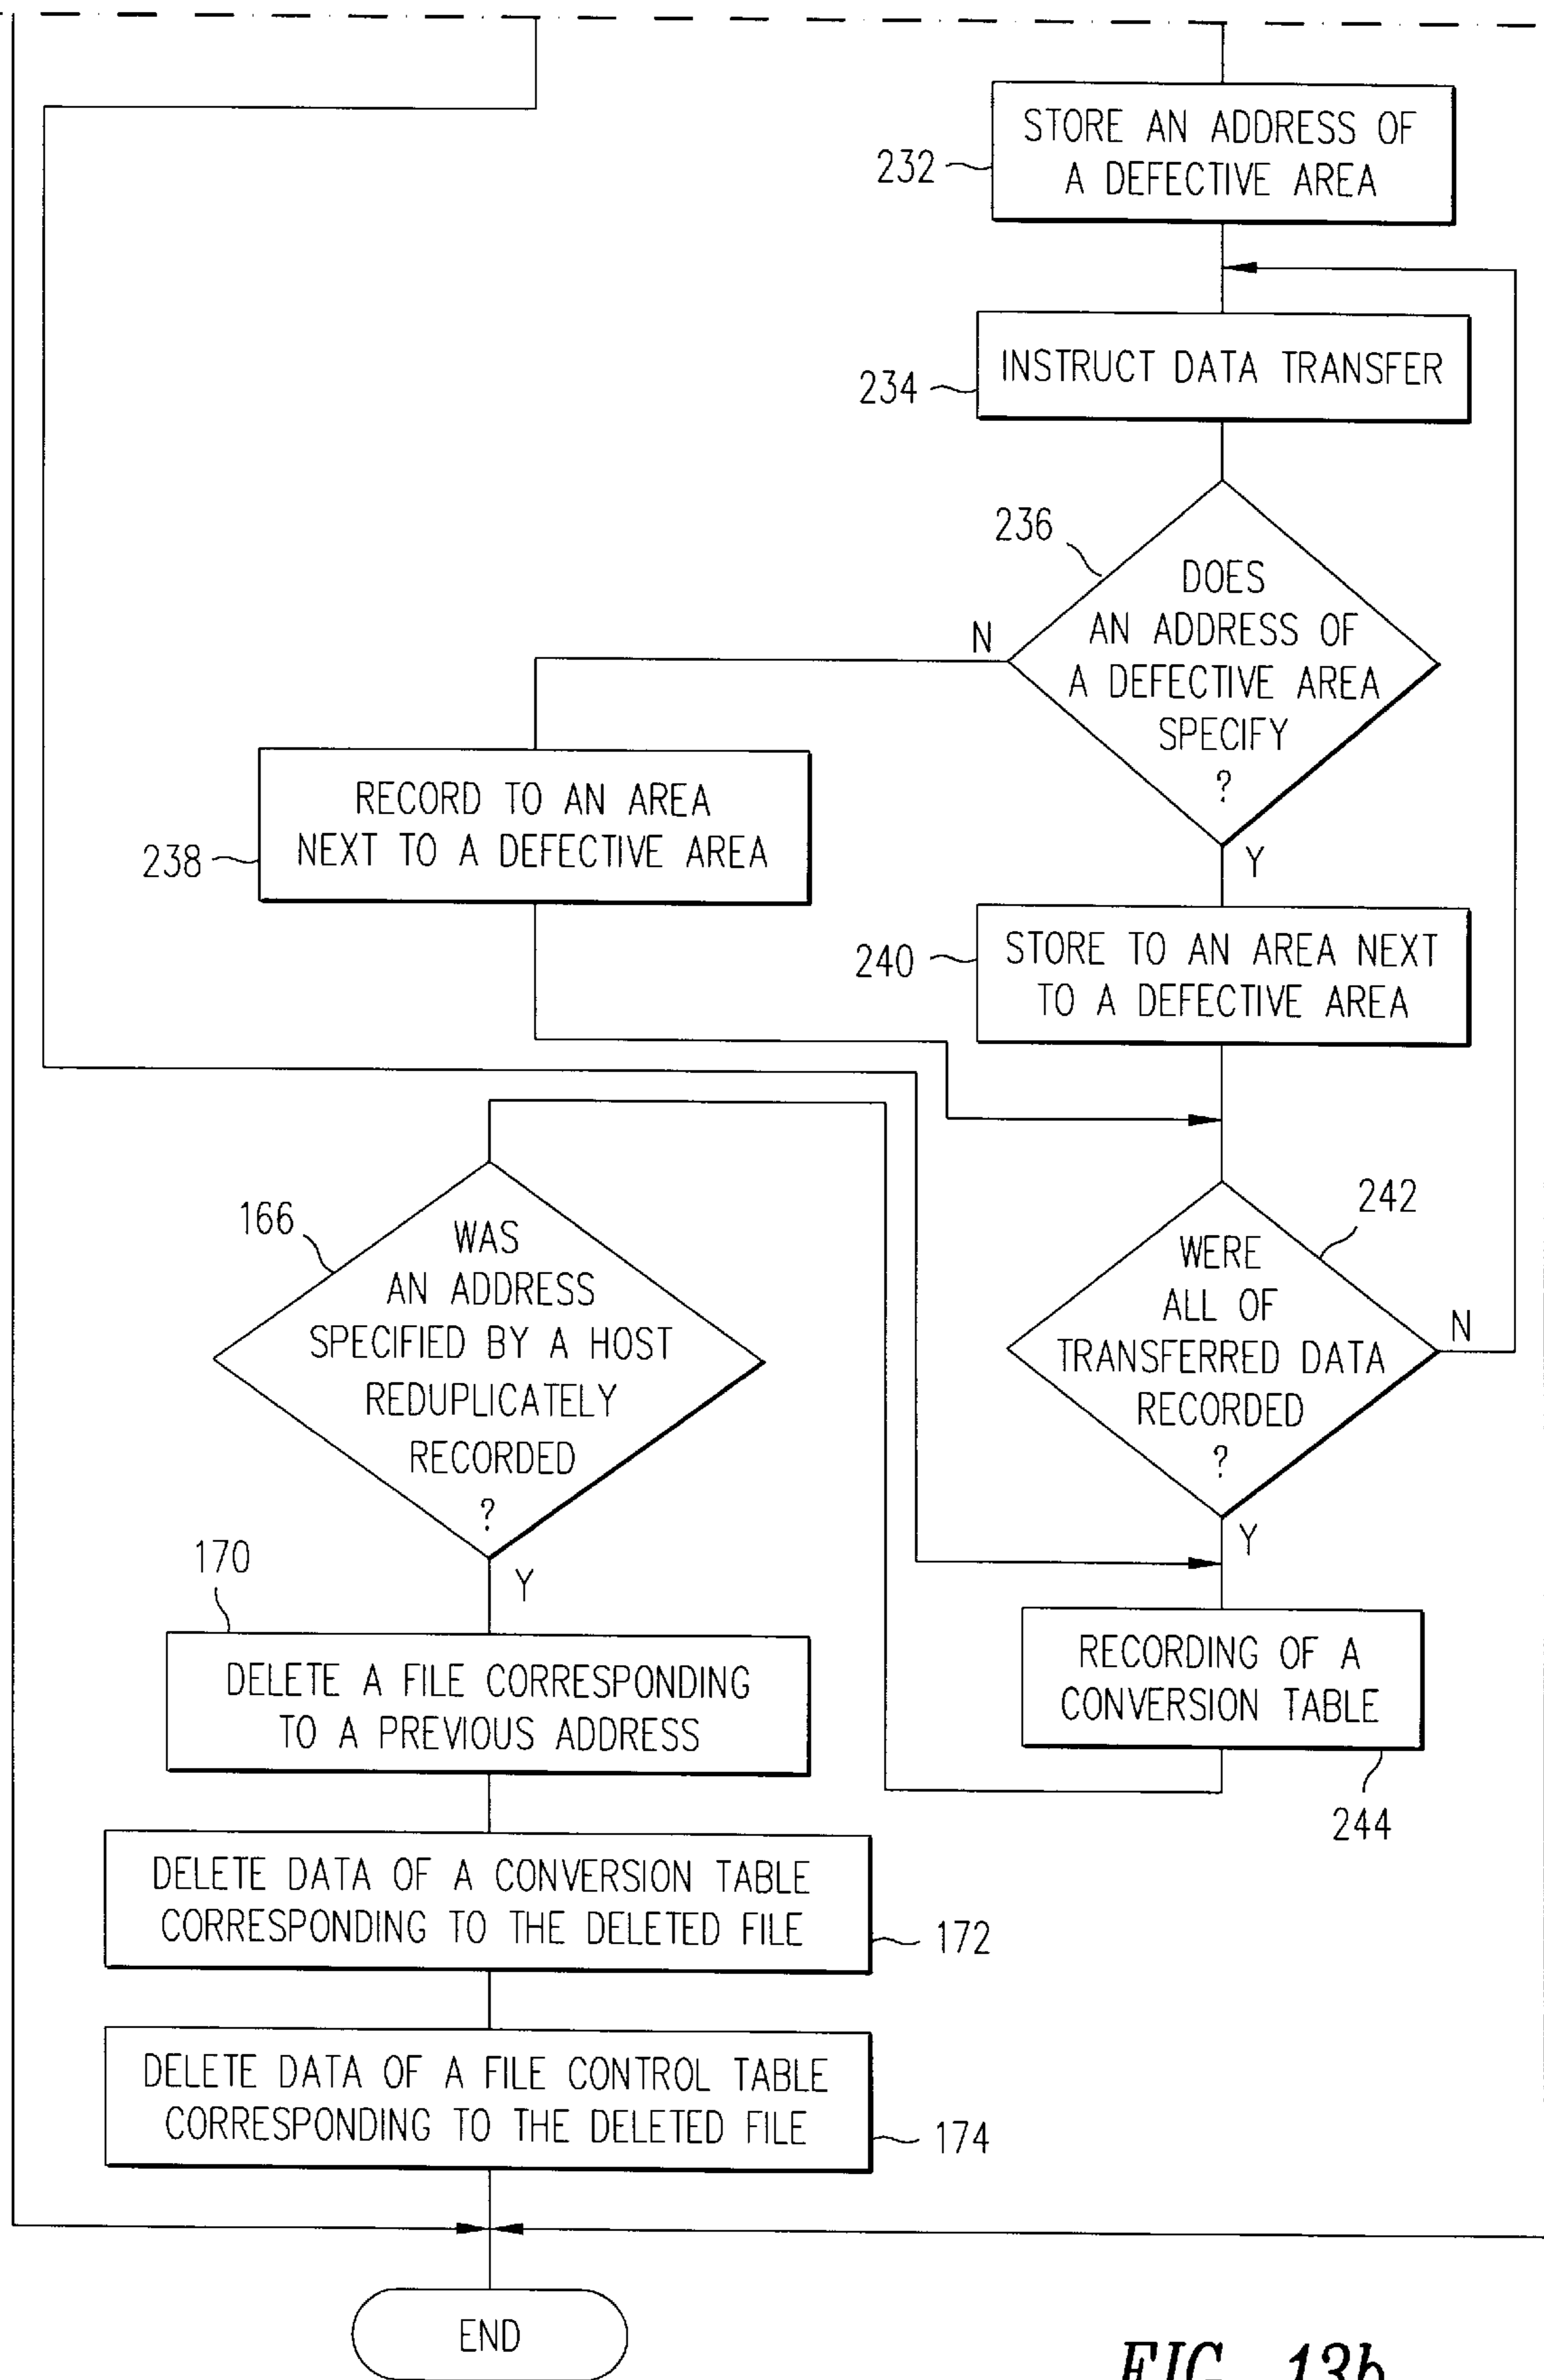 STORE AN ADDRESS OF
A DEFECTIVE AREA
232
INSTRUCT DATA TRANSFER
234
236
DOES
AN ADDRESS OF
A DEFECTIVE AREA
SPECIFY
?
N
Y
RECORD TO AN AREA
NEXT TO A DEFECTIVE AREA
238
STORE TO AN AREA NEXT
TO A DEFECTIVE AREA
240
242
WERE
ALL OF
TRANSFERRED DATA
RECORDED
?
N
Y
RECORDING OF A
CONVERSION TABLE
244
166
WAS
AN ADDRESS
SPECIFIED BY A HOST
REDUPLICATELY
RECORDED
?
Y
170
DELETE A FILE CORRESPONDING
TO A PREVIOUS ADDRESS
DELETE DATA OF A CONVERSION TABLE
CORRESPONDING TO THE DELETED FILE
172
DELETE DATA OF A FILE CONTROL TABLE
CORRESPONDING TO THE DELETED FILE
174
END
FIG. 13b